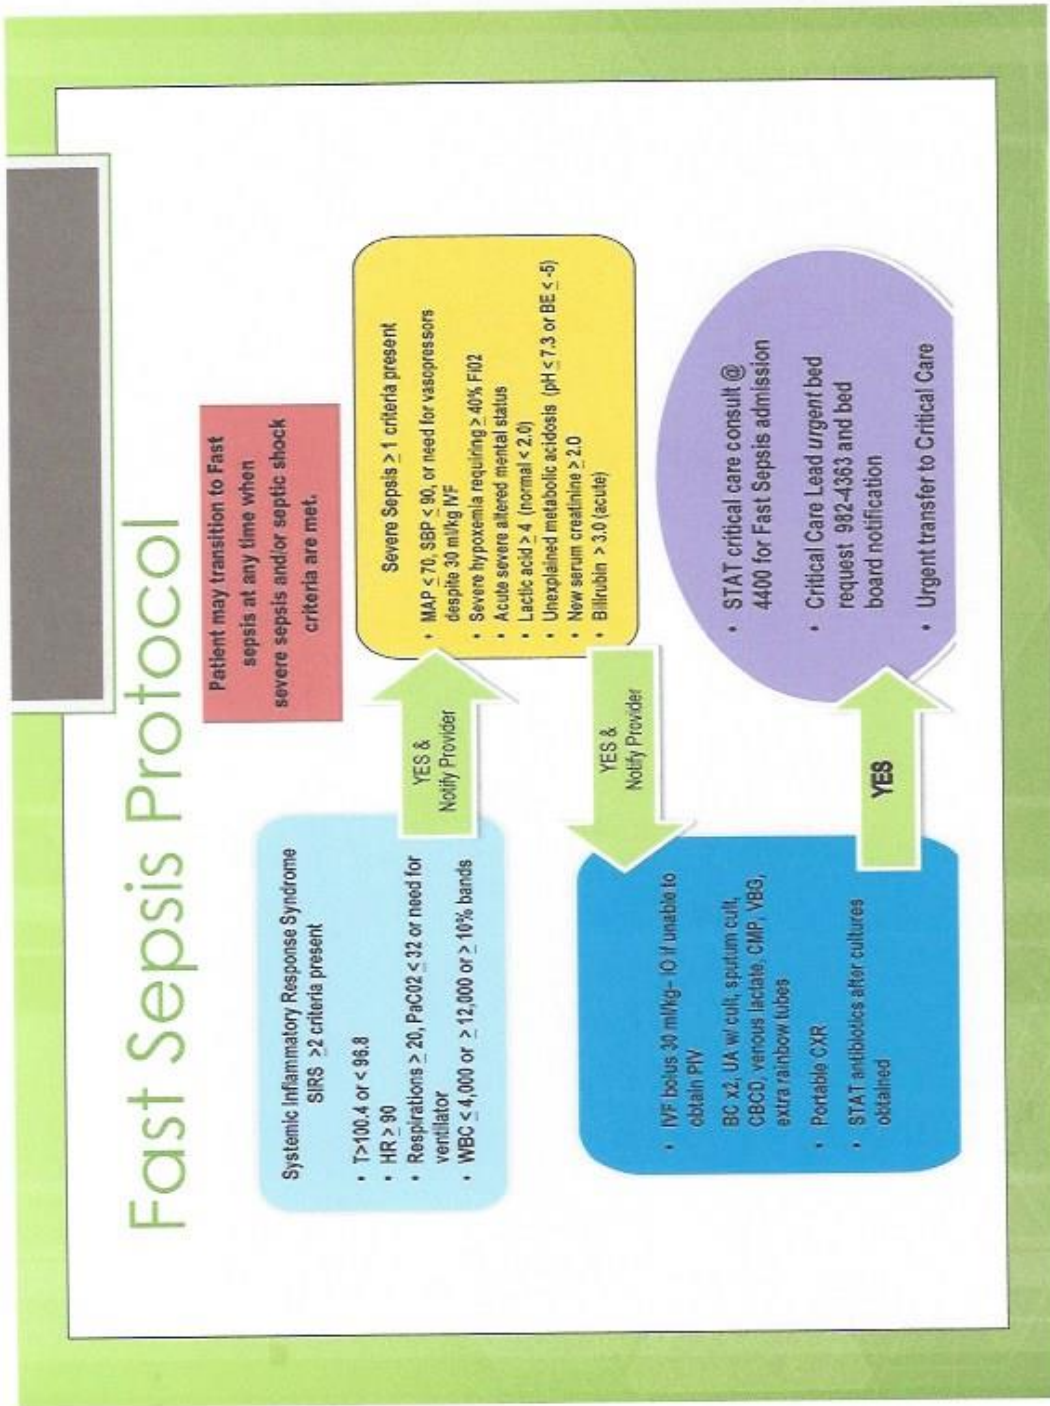 Fast Sepsis Protocol
Patient may transition to Fast
sepsis at any time when
severe sepsis and/or septic shock
criteria are met.
Systemic Inflammatory Response Syndrome
SIRS >2 criteria present
• T>100.4 or < 96.8
• HR ≥ 90
• Respirations ≥ 20, PaC02 ≤ 32 or need for
ventilator
• WBC ≤ 4,000 or ≥ 12,000 or ≥ 10% bands
YES &
Notify Provider
Severe Sepsis ≥ 1 criteria present
• MAP ≤ 70, SBP ≤ 90, or need for vasopressors
despite 30 ml/kg IVF
• Severe hypoxemia requiring ≥ 40% FI02
• Acute severe altered mental status
• Lactic acid ≥ 4 (normal < 2.0)
• Unexplained metabolic acidosis (pH ≤ 7.3 or BE ≤ -5)
• New serum creatinine ≥ 2.0
• Bilirubin > 3.0 (acute)
YES &
Notify Provider
• IVF bolus 30 ml/kg– IO if unable to
obtain PIV
BC x2, UA w/ cult, sputum cult,
CBCD, venous lactate, CMP, VBG,
extra rainbow tubes
• Portable CXR
• STAT antibiotics after cultures
obtained
YES
• STAT critical care consult @
4400 for Fast Sepsis admission
• Critical Care Lead urgent bed
request 982-4363 and bed
board notification
• Urgent transfer to Critical Care